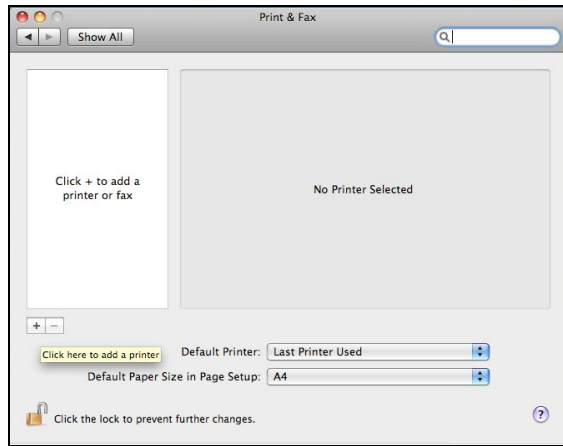 Print & Fax
Show All
Click + to add a
printer or fax
No Printer Selected
+ −
Click here to add a printer
Default Printer: Last Printer Used
Default Paper Size in Page Setup: A4
Click the lock to prevent further changes.
?